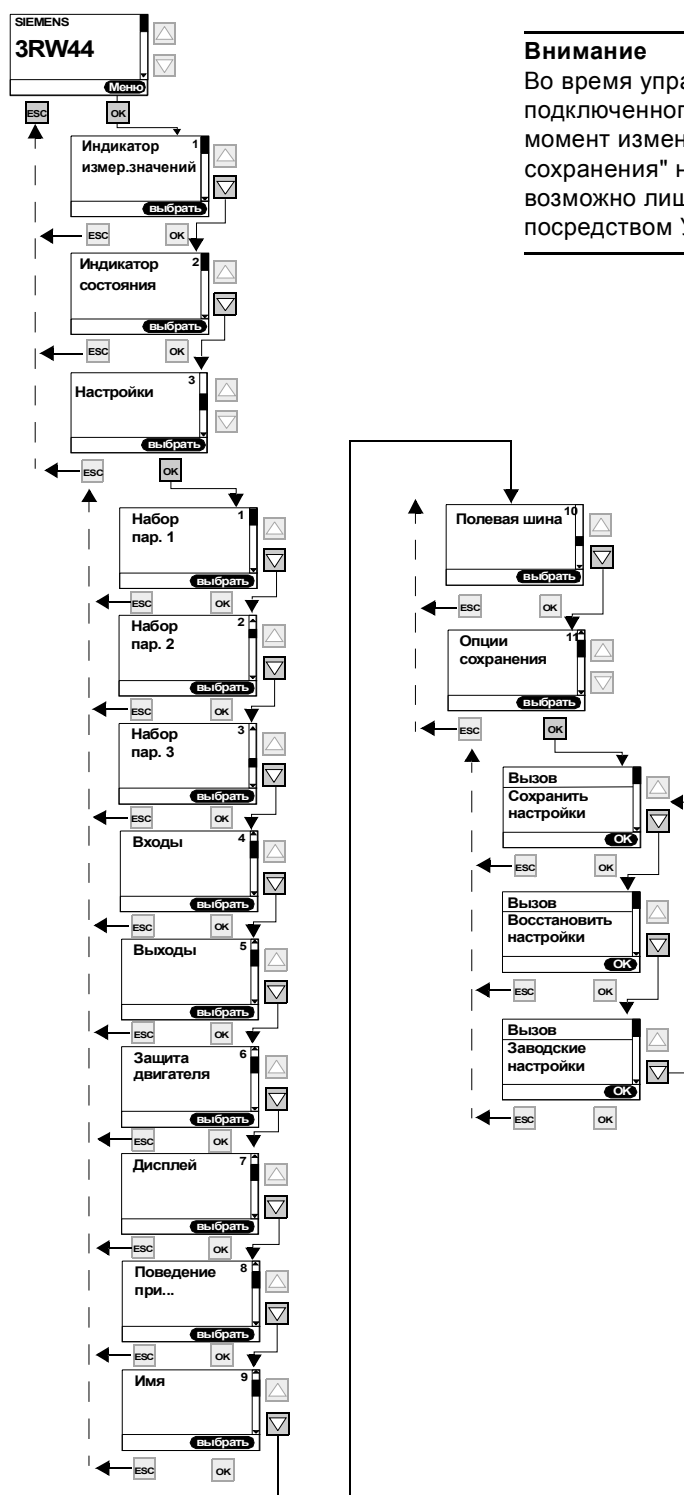 SIEMENS
3RW44
Меню
ESC
OK
Индикатор 1
измер.значений
выбрать
ESC
OK
Индикатор 2
состояния
выбрать
ESC
OK
Настройки 3
выбрать
ESC
OK
Набор 1
пар. 1
выбрать
ESC
OK
Набор 2
пар. 2
выбрать
ESC
OK
Набор 3
пар. 3
выбрать
ESC
OK
Входы 4
выбрать
ESC
OK
Выходы 5
выбрать
ESC
OK
Защита 6
двигателя
выбрать
ESC
OK
Дисплей 7
выбрать
ESC
OK
Поведение 8
при...
выбрать
ESC
OK
Имя 9
выбрать
ESC
OK
Внимание
Во время упра
подключенног
момент измен
сохранения" н
возможно лиш
посредством У
Полевая шина 10
выбрать
ESC
OK
Опции 11
сохранения
выбрать
ESC
OK
Вызов
Сохранить
настройки
OK
ESC
OK
Вызов
Восстановить
настройки
OK
ESC
OK
Вызов
Заводские
настройки
OK
ESC
OK